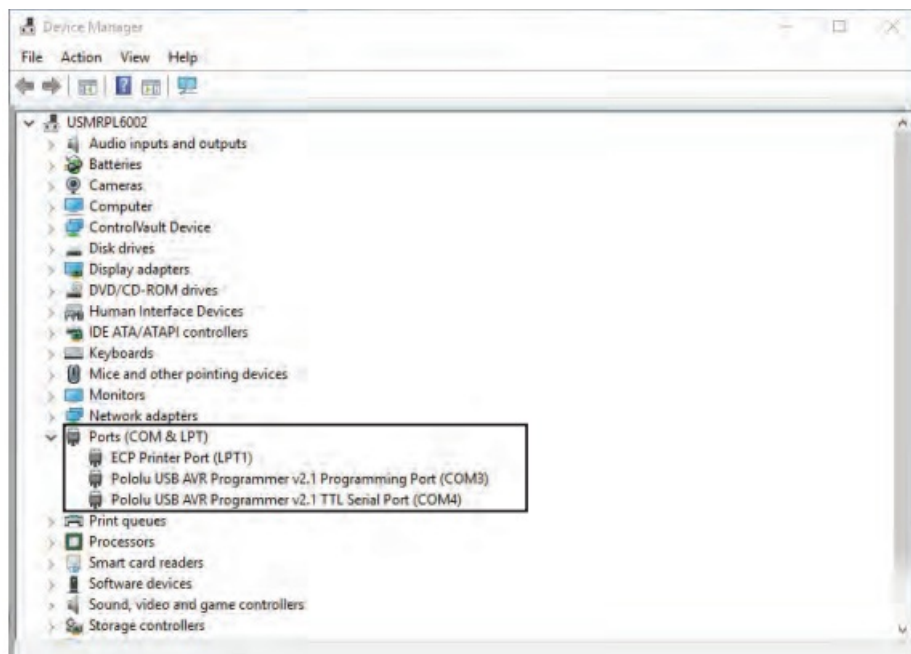 Device Manager
File Action View Help
USMRPL6002
Audio inputs and outputs
Batteries
Cameras
Computer
ControlVault Device
Disk drives
Display adapters
DVD/CD-ROM drives
Human Interface Devices
IDE ATA/ATAPI controllers
Keyboards
Mice and other pointing devices
Monitors
Network adapters
Ports (COM & LPT)
ECP Printer Port (LPT1)
Pololu USB AVR Programmer v2.1 Programming Port (COM3)
Pololu USB AVR Programmer v2.1 TTL Serial Port (COM4)
Print queues
Processors
Smart card readers
Software devices
Sound, video and game controllers
Storage controllers